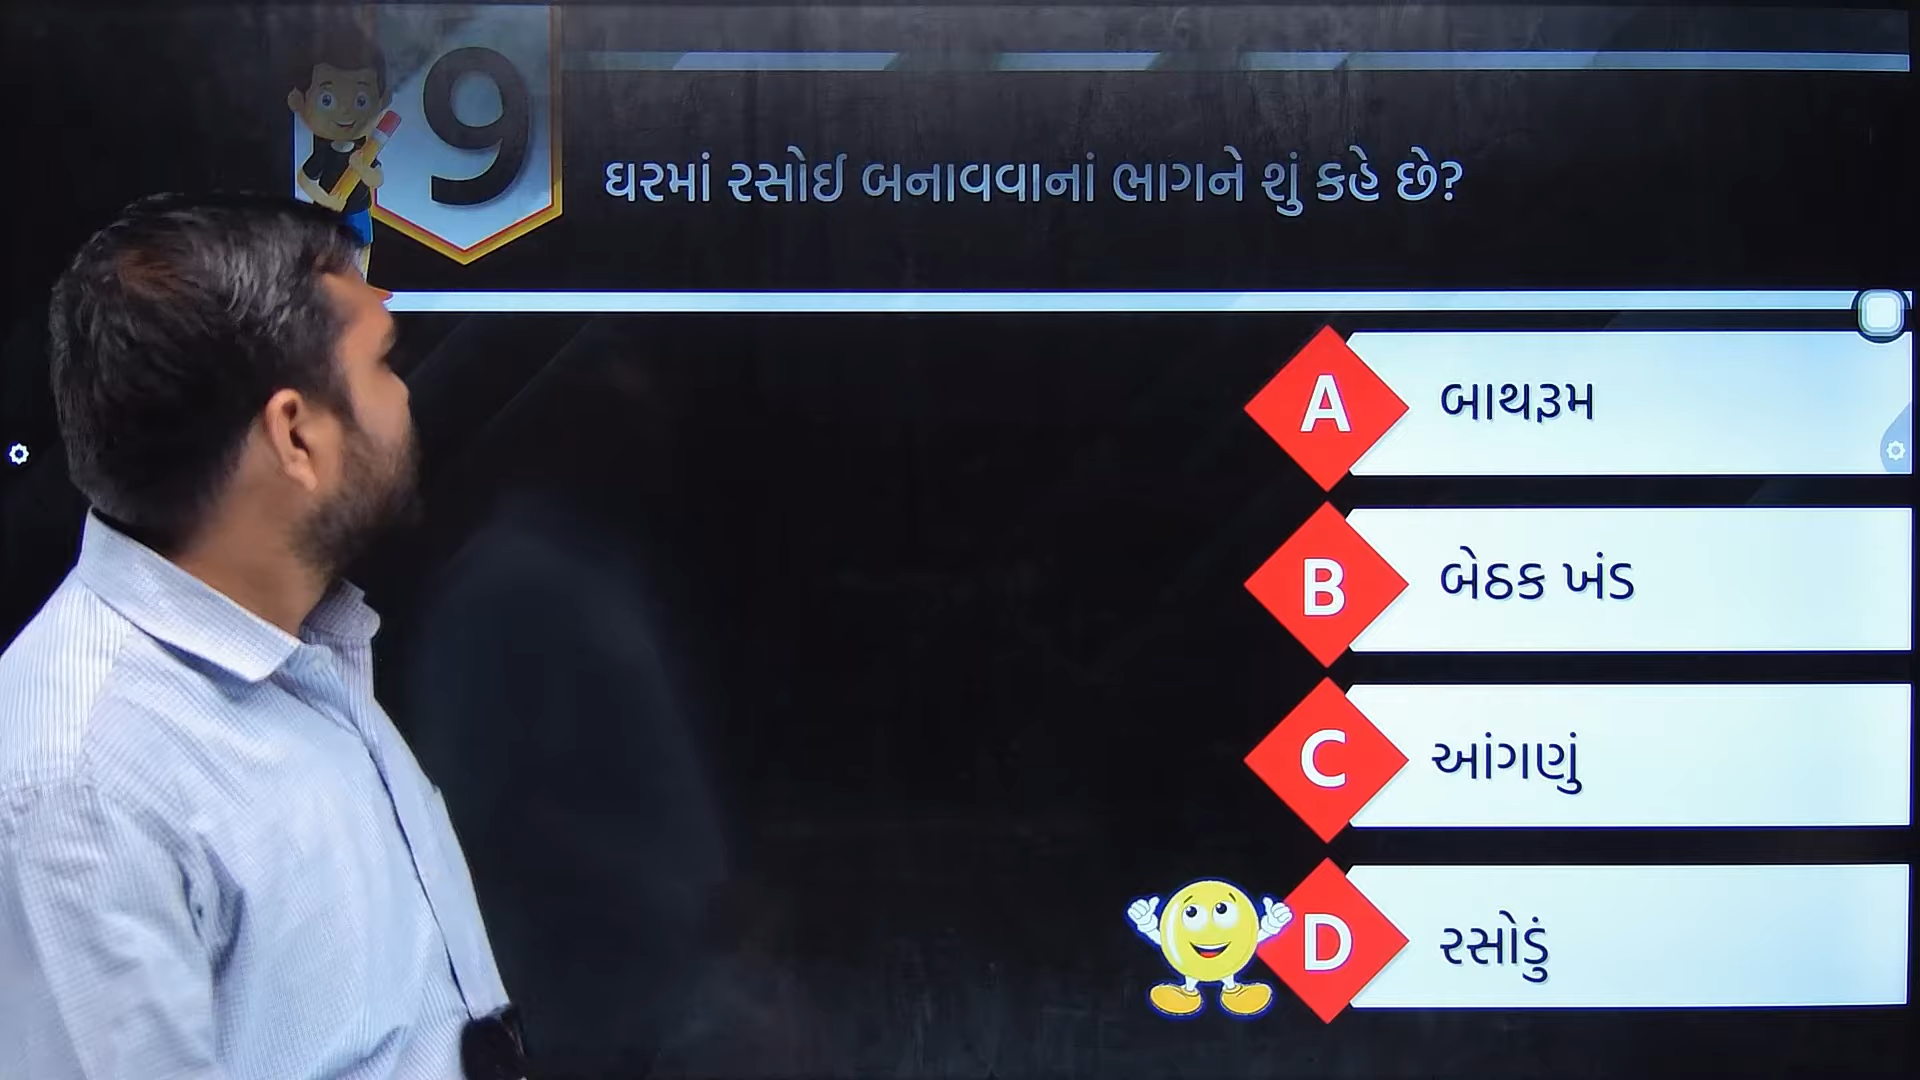 9
ઘરમાં રસોઈ બનાવવાનાં ભાગને શું કહે છે?
A બાથરૂમ
B બેઠક ખંડ
C આંગણું
D રસોડું